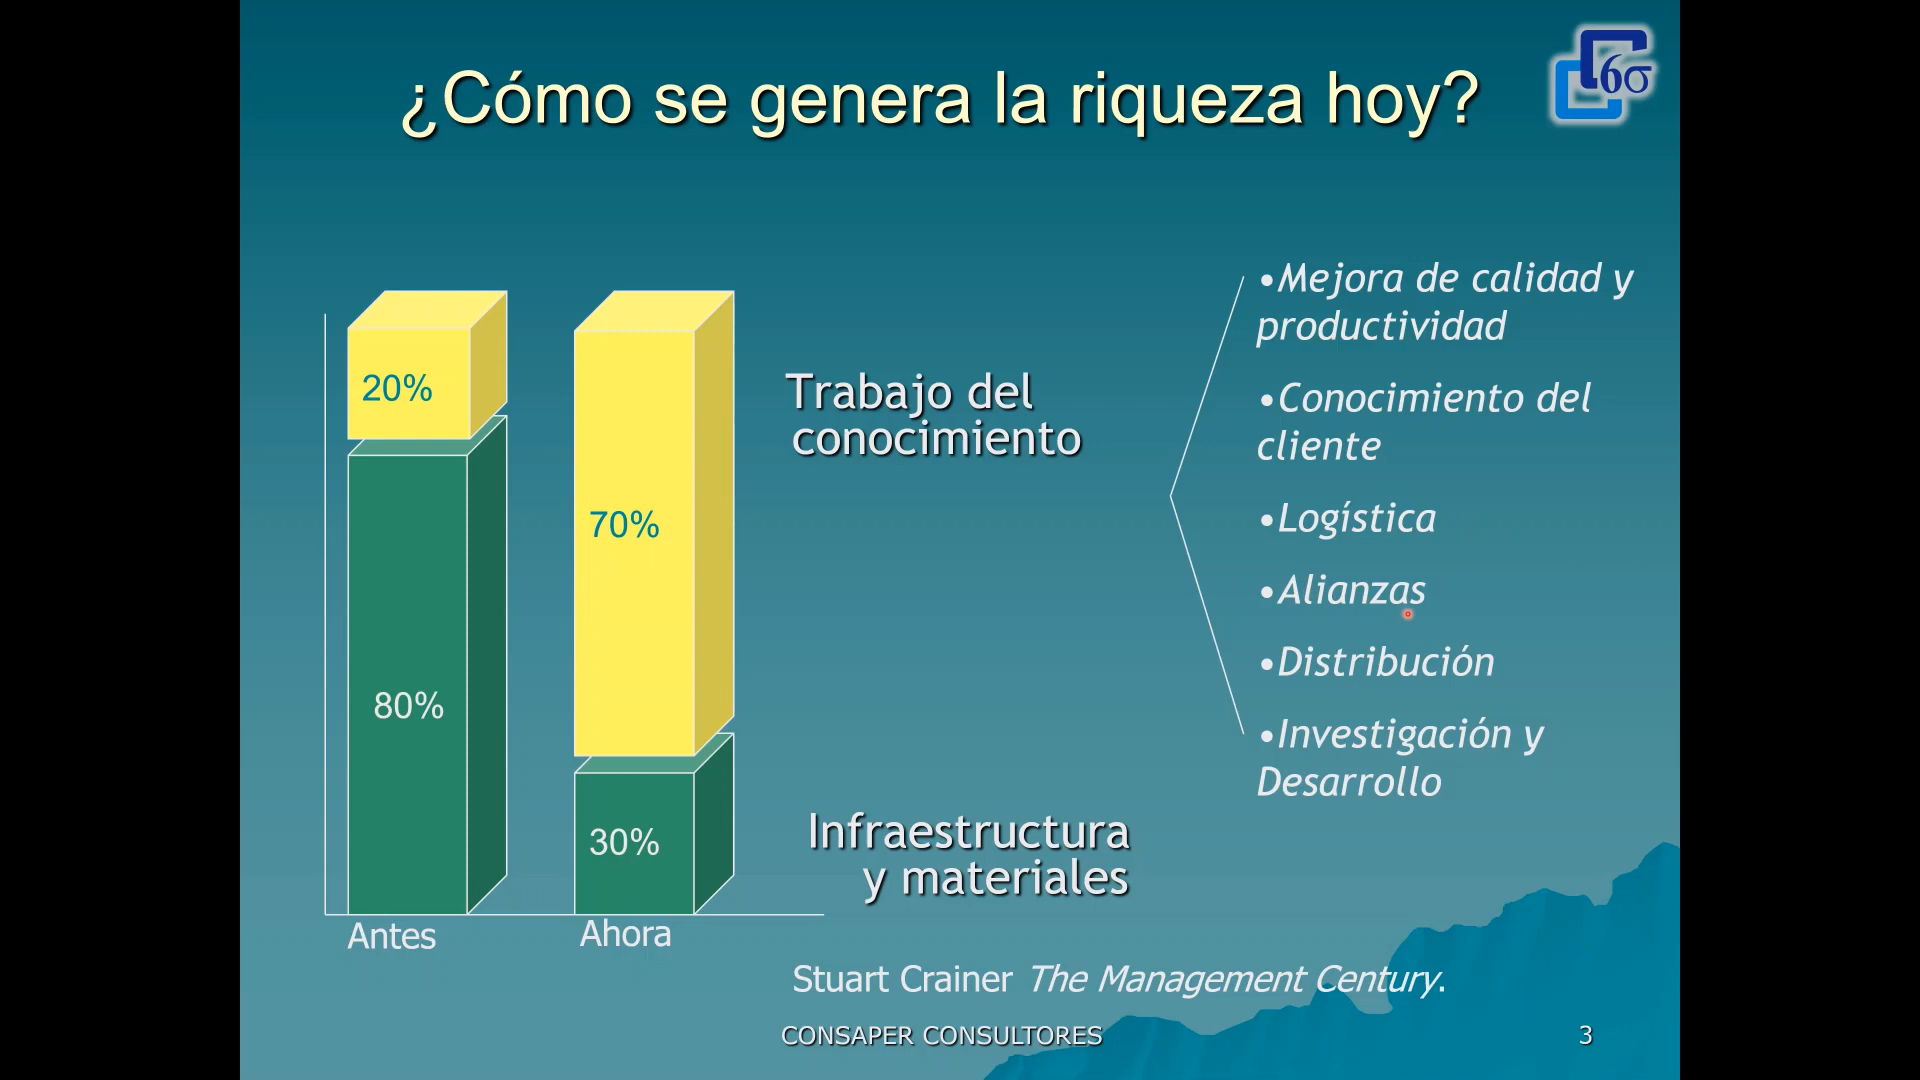 ¿Cómo se genera la riqueza hoy?
6σ
20%
80%
70%
30%
Antes
Ahora
Trabajo del
conocimiento
Infraestructura
y materiales
•Mejora de calidad y
productividad
•Conocimiento del
cliente
•Logística
•Alianzas
•Distribución
•Investigación y
Desarrollo
Stuart Crainer The Management Century.
CONSAPER CONSULTORES
3